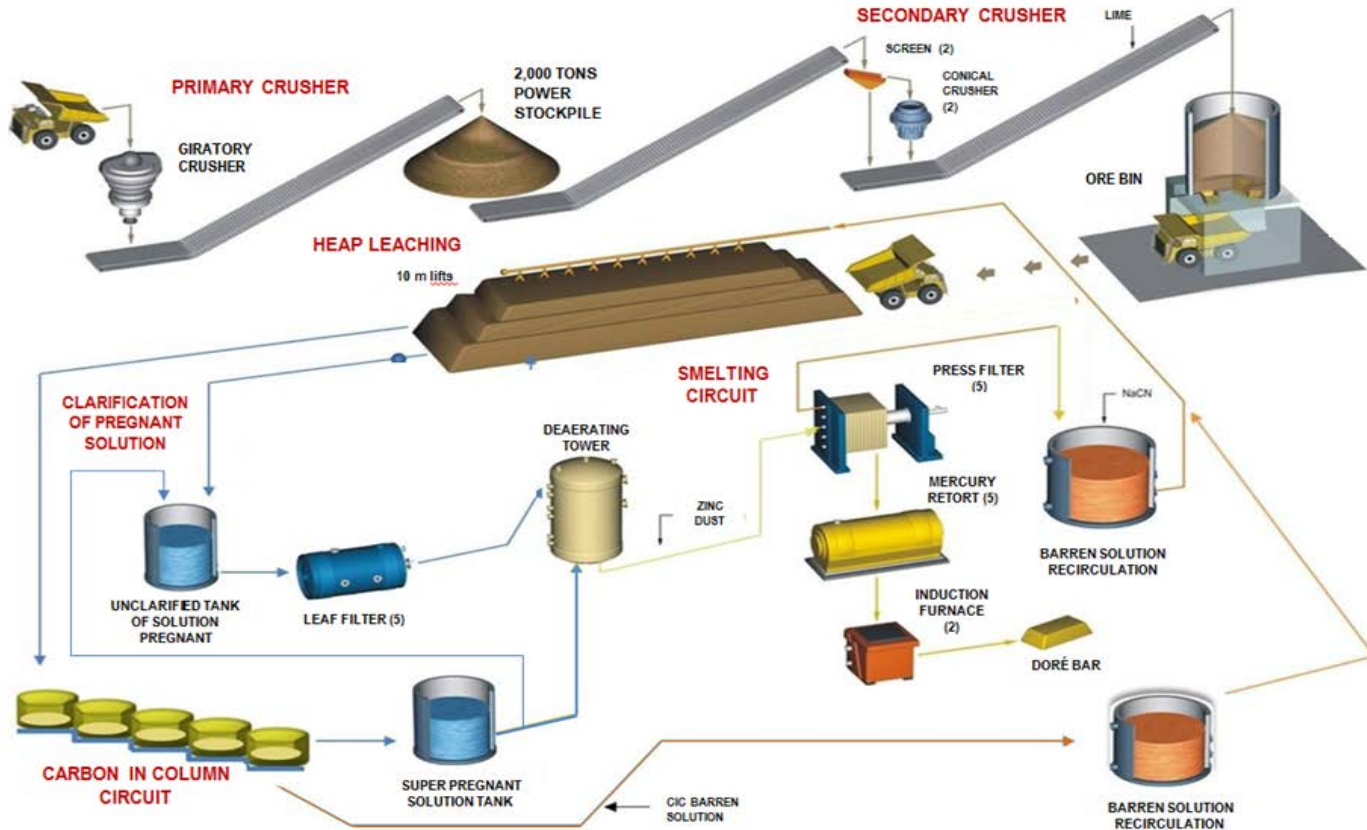 SECONDARY CRUSHER
LIME
SCREEN (2)
PRIMARY CRUSHER
2,000 TONS
POWER
STOCKPILE
CONICAL
CRUSHER
(2)
GIRATORY
CRUSHER
ORE BIN
HEAP LEACHING
10 m lifts
SMELTING
CIRCUIT
PRESS FILTER
(5)
NaCN
CLARIFICATION
OF PREGNANT
SOLUTION
DEAERATING
TOWER
MERCURY
RETORT (5)
ZINC
DUST
BARREN SOLUTION
RECIRCULATION
UNCLARIFIED TANK
OF SOLUTION
PREGNANT
LEAF FILTER (5)
INDUCTION
FURNACE
(2)
DORÉ BAR
CARBON IN COLUMN
CIRCUIT
SUPER PREGNANT
SOLUTION TANK
CIC BARREN
SOLUTION
BARREN SOLUTION
RECIRCULATION